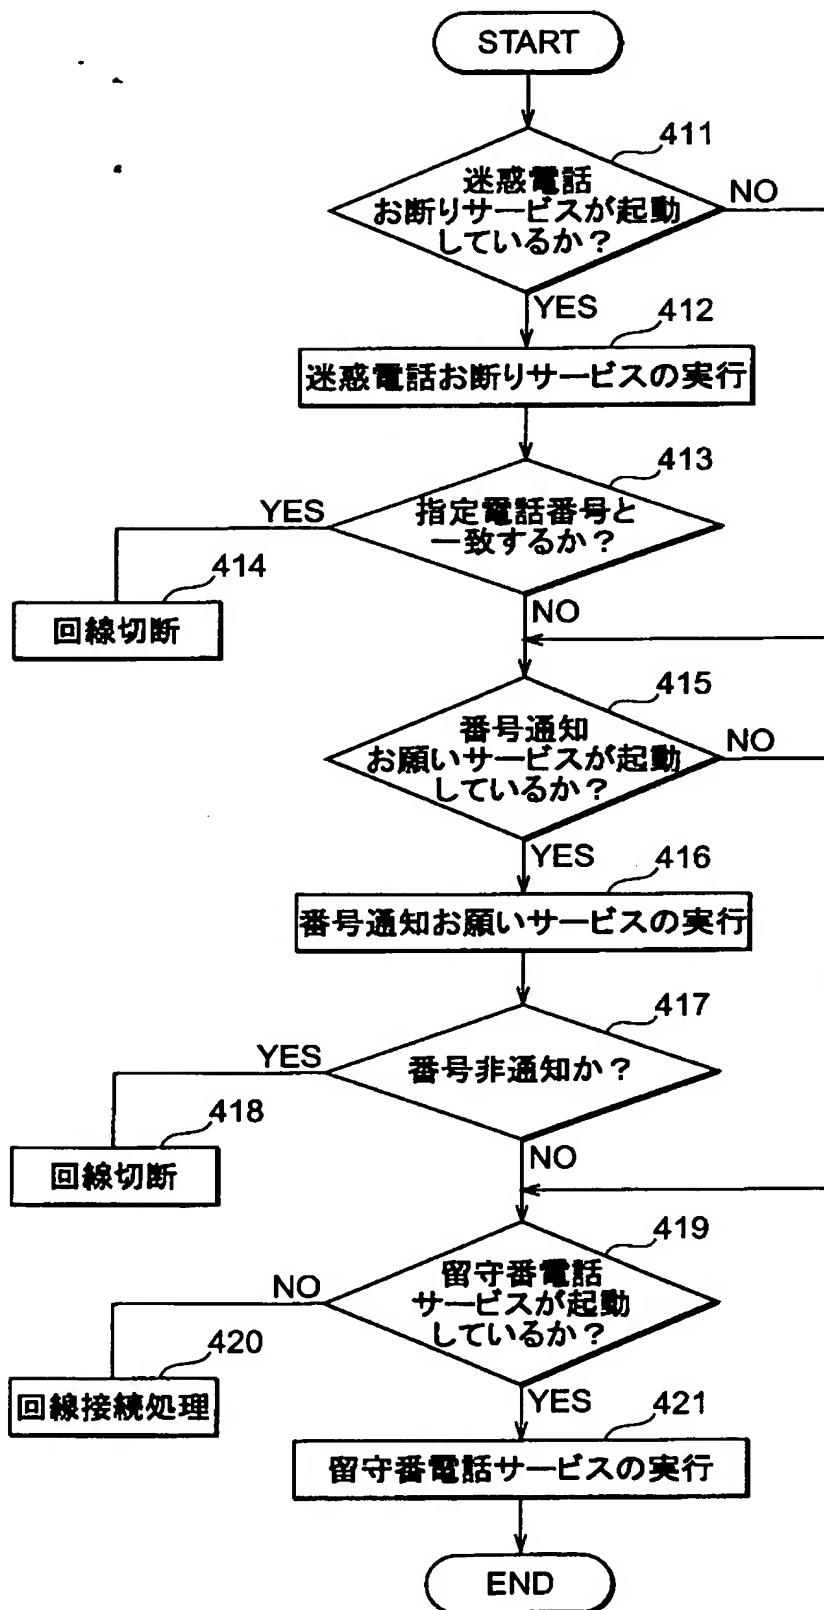 START
411
迷惑電話
お断りサービスが起動
しているか？
NO
YES
412
迷惑電話お断りサービスの実行
413
指定電話番号と
一致するか？
YES
414
回線切断
NO
415
番号通知
お願いサービスが起動
しているか？
NO
YES
416
番号通知お願いサービスの実行
417
番号非通知か？
YES
418
回線切断
NO
419
留守番電話
サービスが起動
しているか？
NO
420
回線接続処理
YES
421
留守番電話サービスの実行
END